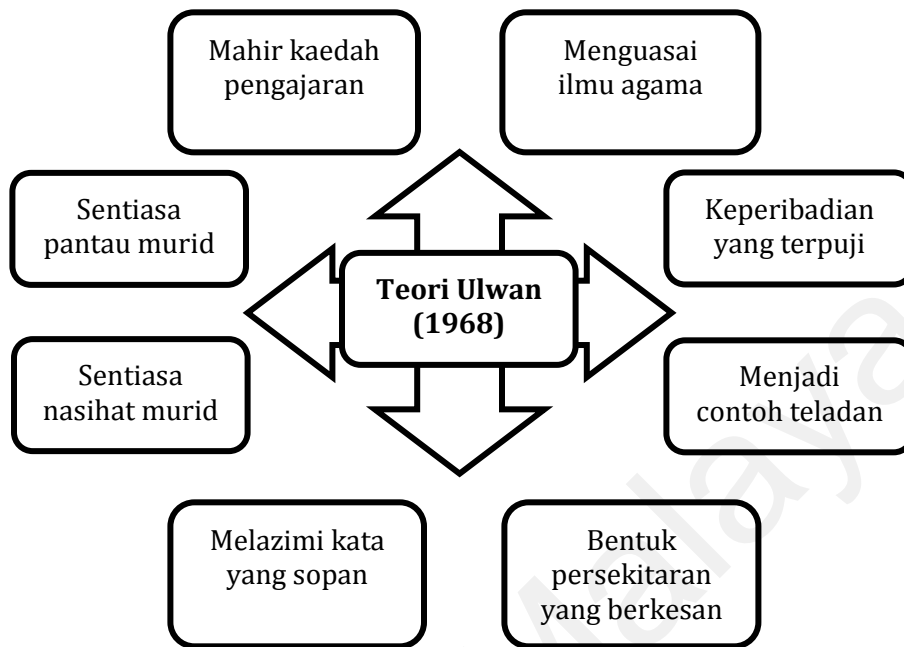 Mahir kaedah
pengajaran
Menguasai
ilmu agama
Sentiasa
pantau murid
Keperibadian
yang terpuji
Teori Ulwan
(1968)
Sentiasa
nasihat murid
Menjadi
contoh teladan
Melazimi kata
yang sopan
Bentuk
persekitaran
yang berkesan
Malaya